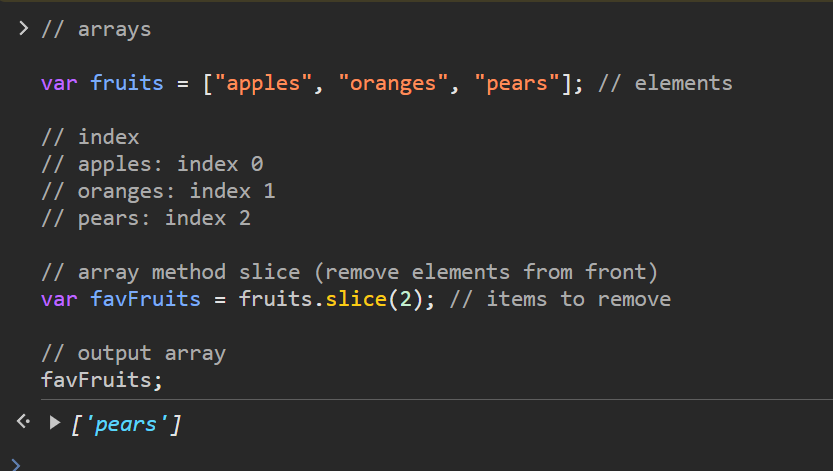 // arrays
var fruits = ["apples", "oranges", "pears"]; // elements
// index
// apples: index 0
// oranges: index 1
// pears: index 2
// array method slice (remove elements from front)
var favFruits = fruits.slice(2); // items to remove
// output array
favFruits;
['pears']